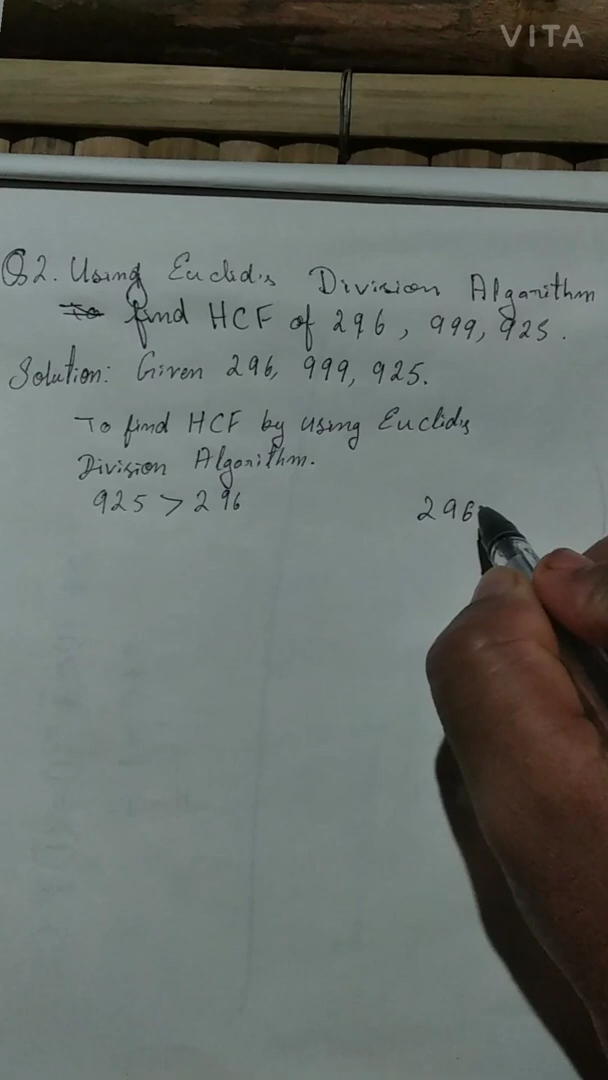 VITA
Q2. Using Euclid's Division Algorithm
To find HCF of 296, 999, 925.
Solution: Given 296, 999, 925.
To find HCF by using Euclid's
Division Algorithm.
925 > 296
296